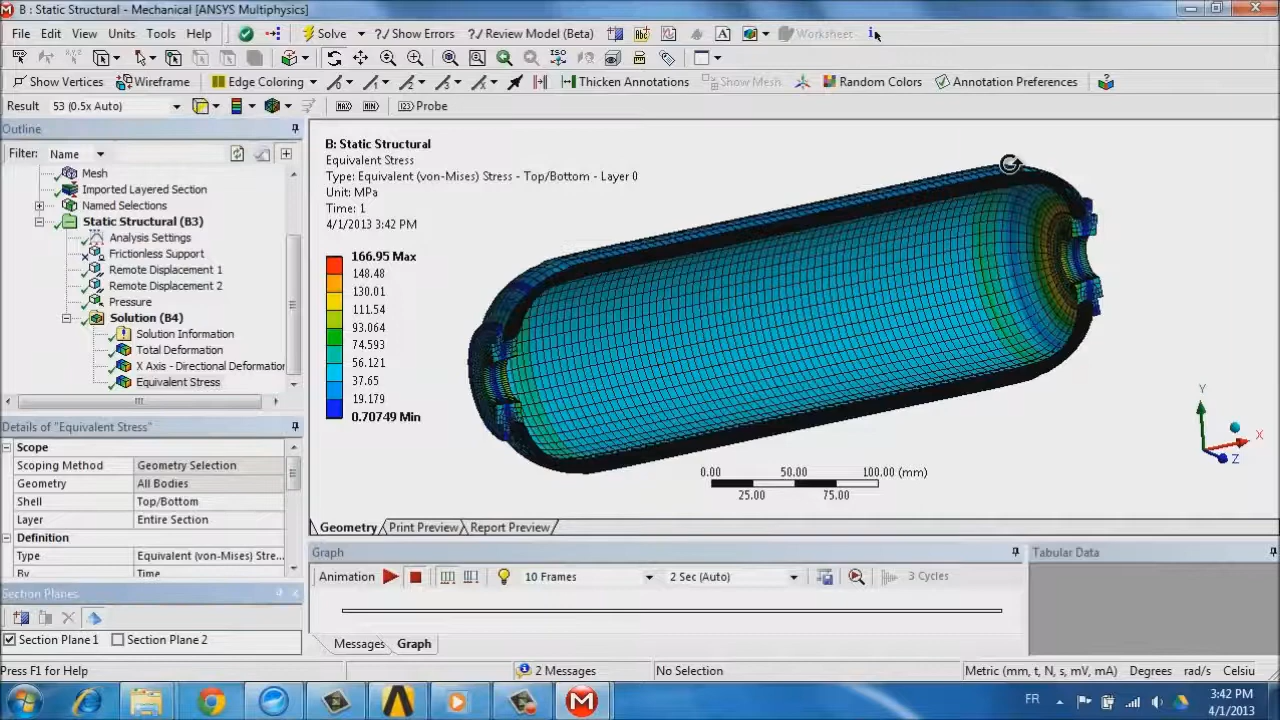 B : Static Structural - Mechanical [ANSYS Multiphysics]
File Edit View Units Tools Help Solve ?/ Show Errors ?/ Review Model (Beta) A Worksheet i
Show Vertices Wireframe Edge Coloring Thicken Annotations Show Mesh Random Colors Annotation Preferences
Result 53 (0.5x Auto) MAX MIN Probe
Outline
Filter: Name
Mesh
Imported Layered Section
Named Selections
Static Structural (B3)
Analysis Settings
Frictionless Support
Remote Displacement 1
Remote Displacement 2
Pressure
Solution (B4)
Solution Information
Total Deformation
X Axis - Directional Deformation
Equivalent Stress
Details of "Equivalent Stress"
Scope
Scoping Method Geometry Selection
Geometry All Bodies
Shell Top/Bottom
Layer Entire Section
Definition
Type Equivalent (von-Mises) Stre...
By Time
Section Planes
Section Plane 1 Section Plane 2
B: Static Structural
Equivalent Stress
Type: Equivalent (von-Mises) Stress - Top/Bottom - Layer 0
Unit: MPa
Time: 1
4/1/2013 3:42 PM
166.95 Max
148.48
130.01
111.54
93.064
74.593
56.121
37.65
19.179
0.70749 Min
0.00 50.00 100.00 (mm)
25.00 75.00
Y
X
Z
Geometry Print Preview Report Preview
Graph
Animation 10 Frames 2 Sec (Auto) 3 Cycles
Messages Graph
Tabular Data
Press F1 for Help 2 Messages No Selection Metric (mm, t, N, s, mV, mA) Degrees rad/s Celsiu
FR 3:42 PM
4/1/2013